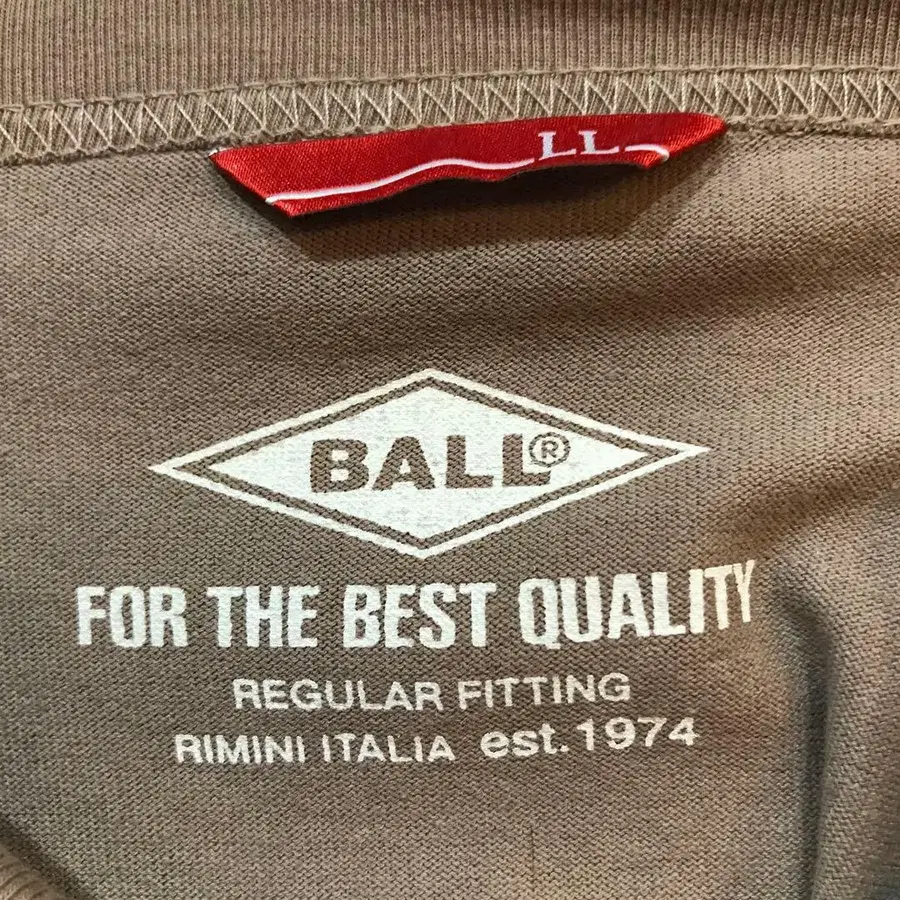 LL
BALL®
FOR THE BEST QUALITY
REGULAR FITTING
RIMINI ITALIA est. 1974